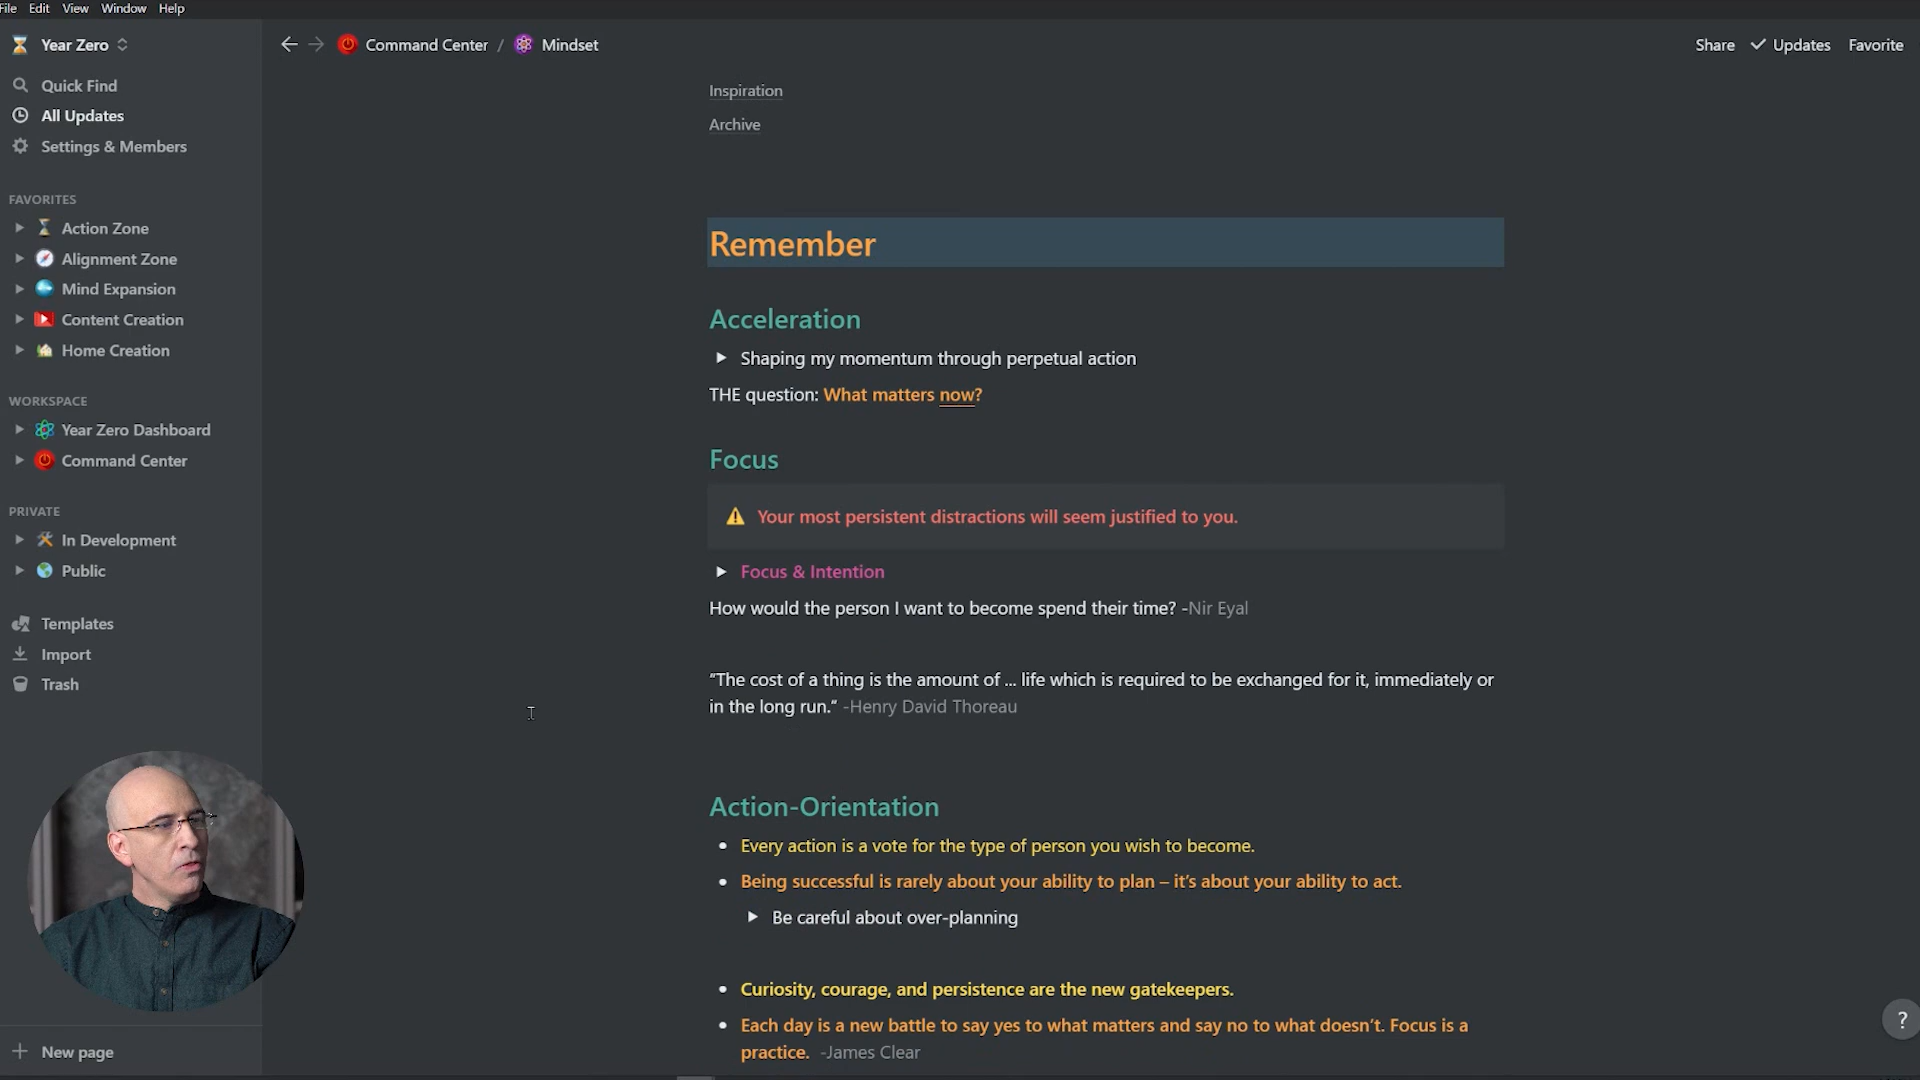 File Edit View Window Help
Year Zero
Quick Find
All Updates
Settings & Members
FAVORITES
Action Zone
Alignment Zone
Mind Expansion
Content Creation
Home Creation
WORKSPACE
Year Zero Dashboard
Command Center
PRIVATE
In Development
Public
Templates
Import
Trash
New page
Command Center / Mindset
Share Updates Favorite
Inspiration
Archive
Remember
Acceleration
Shaping my momentum through perpetual action
THE question: What matters now?
Focus
Your most persistent distractions will seem justified to you.
Focus & Intention
How would the person I want to become spend their time? -Nir Eyal
"The cost of a thing is the amount of ... life which is required to be exchanged for it, immediately or
in the long run." -Henry David Thoreau
Action-Orientation
Every action is a vote for the type of person you wish to become.
Being successful is rarely about your ability to plan – it's about your ability to act.
Be careful about over-planning
Curiosity, courage, and persistence are the new gatekeepers.
Each day is a new battle to say yes to what matters and say no to what doesn't. Focus is a
practice. -James Clear
?